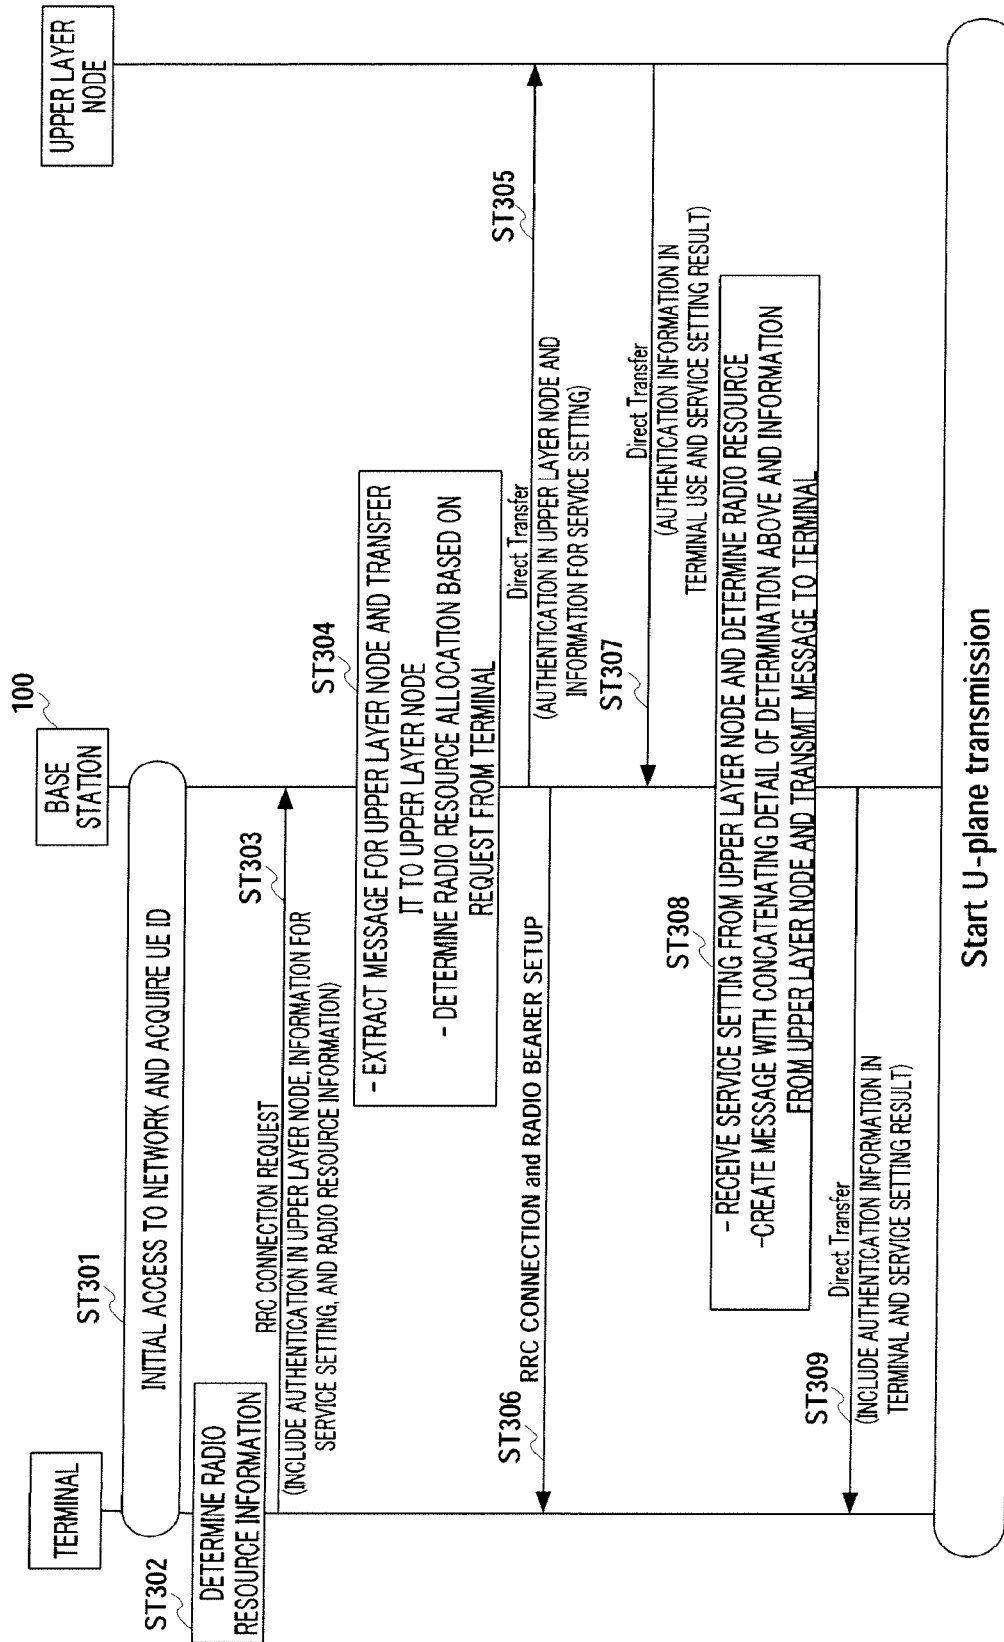 TERMINAL
100
BASE
STATION
UPPER LAYER
NODE
ST301
INITIAL ACCESS TO NETWORK AND ACQUIRE UE ID
ST302
DETERMINE RADIO
RESOURCE INFORMATION
RRC CONNECTION REQUEST
ST303
(INCLUDE AUTHENTICATION IN UPPER LAYER NODE, INFORMATION FOR
SERVICE SETTING, AND RADIO RESOURCE INFORMATION)
ST304
- EXTRACT MESSAGE FOR UPPER LAYER NODE AND TRANSFER
IT TO UPPER LAYER NODE
- DETERMINE RADIO RESOURCE ALLOCATION BASED ON
REQUEST FROM TERMINAL
Direct Transfer
ST305
(AUTHENTICATION IN UPPER LAYER NODE AND
INFORMATION FOR SERVICE SETTING)
ST306
RRC CONNECTION and RADIO BEARER SETUP
ST307
Direct Transfer
(AUTHENTICATION INFORMATION IN
TERMINAL USE AND SERVICE SETTING RESULT)
ST308
- RECEIVE SERVICE SETTING FROM UPPER LAYER NODE AND DETERMINE RADIO RESOURCE
-CREATE MESSAGE WITH CONCATENATING DETAIL OF DETERMINATION ABOVE AND INFORMATION
FROM UPPER LAYER NODE AND TRANSMIT MESSAGE TO TERMINAL
ST309
Direct Transfer
(INCLUDE AUTHENTICATION INFORMATION IN
TERMINAL AND SERVICE SETTING RESULT)
Start U-plane transmission